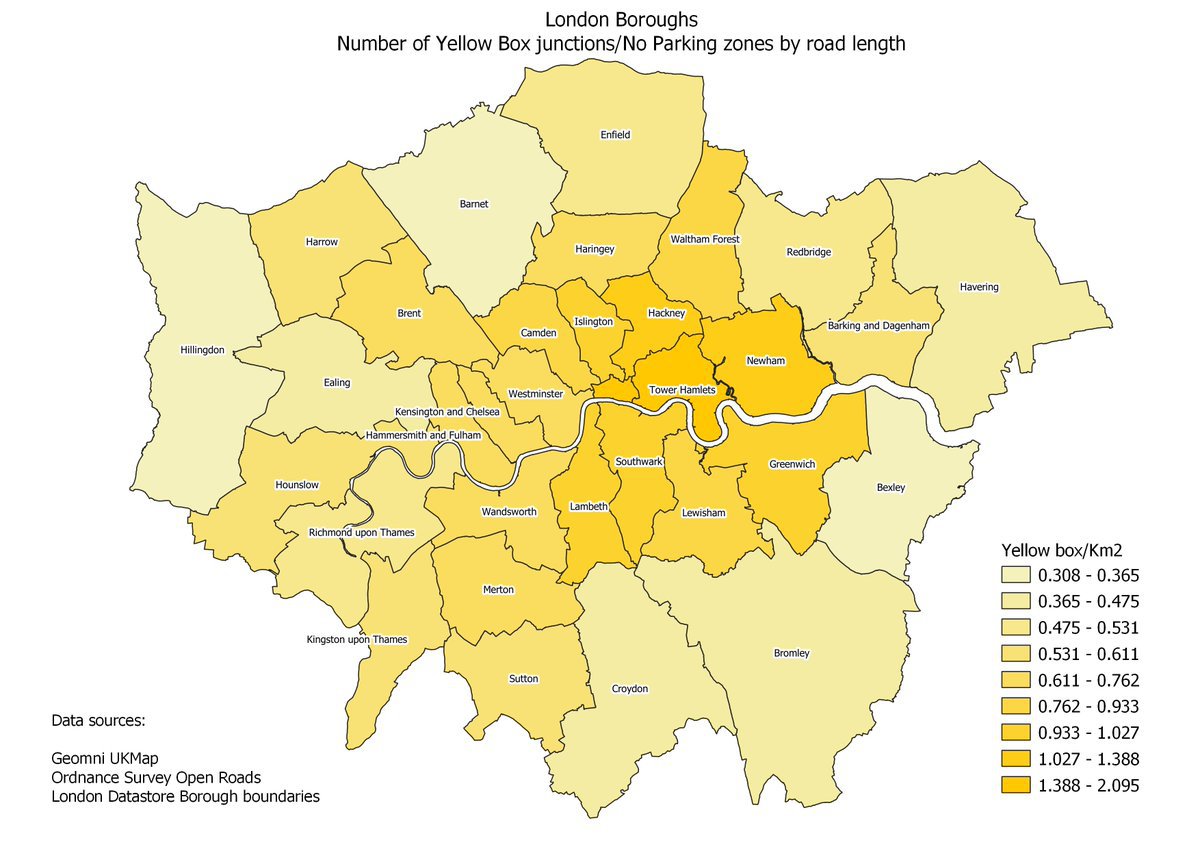 London Boroughs
Number of Yellow Box junctions/No Parking zones by road length
Enfield
Barnet
Harrow
Haringey
Waltham Forest
Redbridge
Havering
Brent
Camden
Islington
Hackney
Barking and Dagenham
Hillingdon
Newham
Ealing
Westminster
Tower Hamlets
Kensington and Chelsea
Hammersmith and Fulham
Southwark
Greenwich
Hounslow
Bexley
Lambeth
Wandsworth
Lewisham
Richmond upon Thames
Merton
Kingston upon Thames
Bromley
Sutton
Croydon
Yellow box/Km2
0.308 - 0.365
0.365 - 0.475
0.475 - 0.531
0.531 - 0.611
0.611 - 0.762
0.762 - 0.933
0.933 - 1.027
1.027 - 1.388
1.388 - 2.095
Data sources:
Geomni UKMap
Ordnance Survey Open Roads
London Datastore Borough boundaries